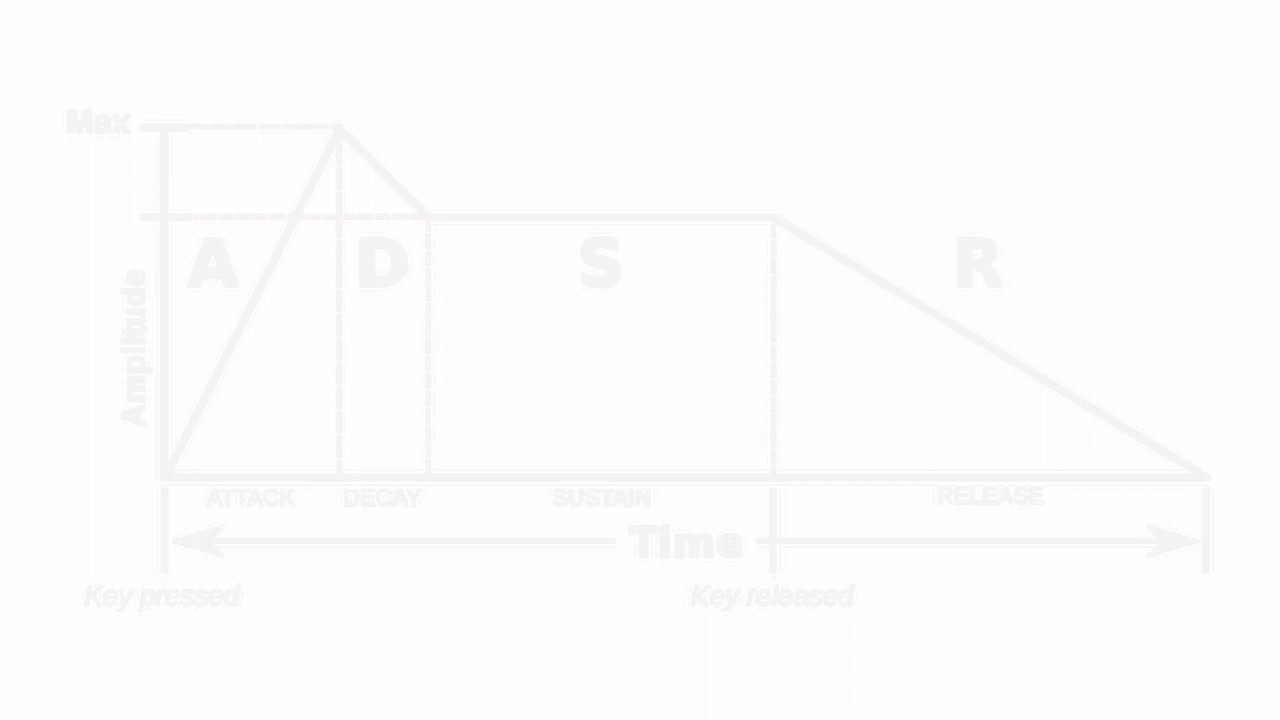 Max
A
D
S
R
Amplitude
ATTACK
DECAY
SUSTAIN
RELEASE
Time
Key pressed
Key released